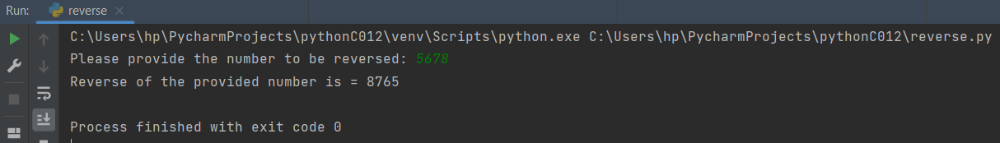 Run: reverse
C:\Users\hp\PycharmProjects\pythonC012\venv\Scripts\python.exe C:\Users\hp\PycharmProjects\pythonC012\reverse.py
Please provide the number to be reversed: 5678
Reverse of the provided number is = 8765
Process finished with exit code 0